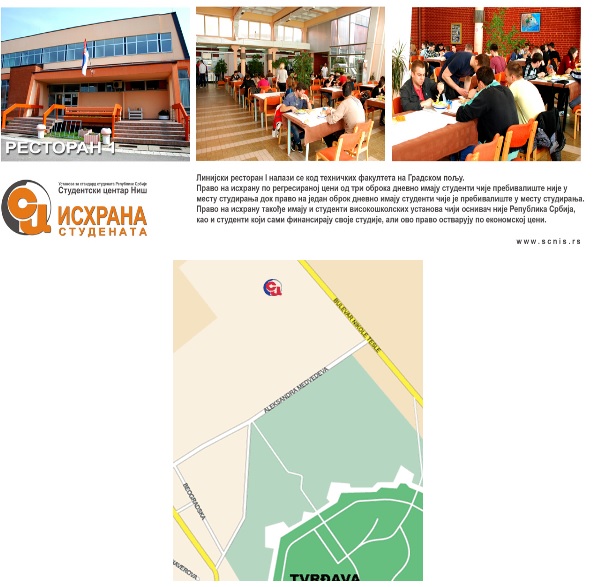 РЕСТОРАН 1
Установа за стандард студената Републике Србије
Студентски центар Ниш
ИСХРАНА
СТУДЕНАТА
Линијски ресторан I налази се код техничких факултета на Градском пољу.
Право на исхрану по регресираној цени од три оброка дневно имају студенти чије пребивалиште није у
месту студирања док право на један оброк дневно имају студенти чије је пребивалиште у месту студирања.
Право на исхрану такође имају и студенти високошколских установа чији оснивач није Република Србија,
као и студенти који сами финансирају своје студије, али ово право остварују по економској цени.
www.scnis.rs
BULEVAR NIKOLE TESLE
ALEKSANDRA MEDVEDEVA
BEOGRADSKA
TVRĐAVA